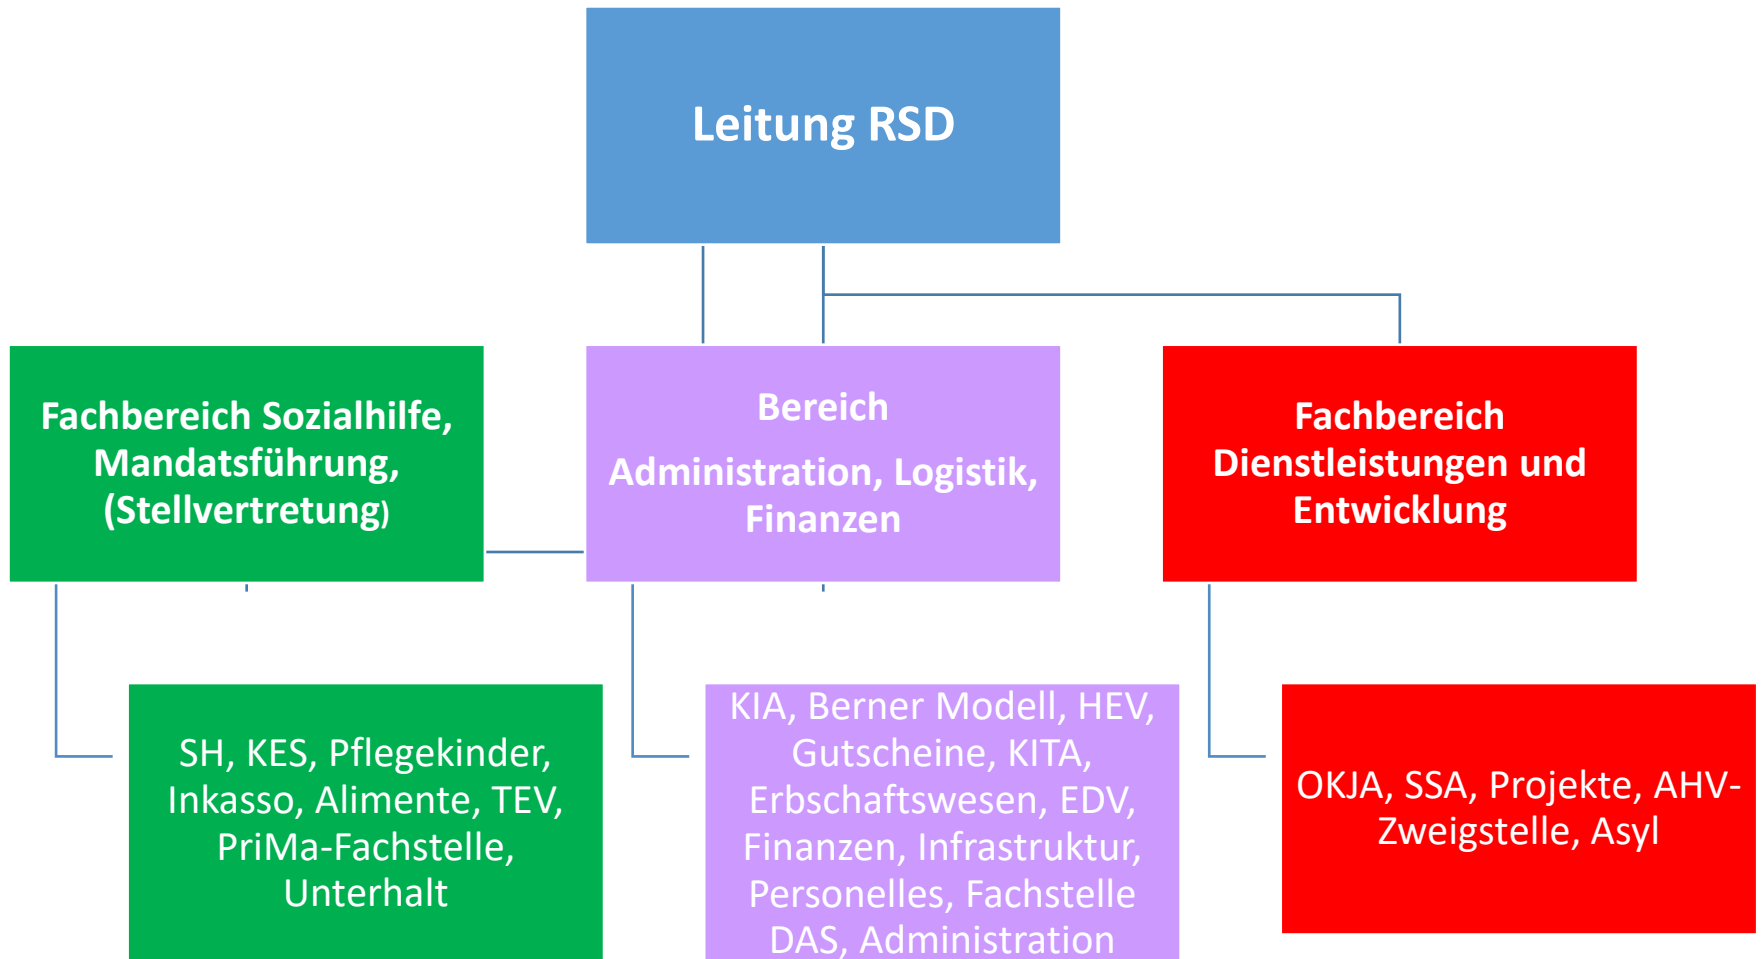 Leitung RSD
Fachbereich Sozialhilfe,
Mandatsführung,
(Stellvertretung)
Bereich
Administration, Logistik,
Finanzen
Fachbereich
Dienstleistungen und
Entwicklung
SH, KES, Pflegekinder,
Inkasso, Alimente, TEV,
PriMa-Fachstelle,
Unterhalt
KIA, Berner Modell, HEV,
Gutscheine, KITA,
Erbschaftswesen, EDV,
Finanzen, Infrastruktur,
Personelles, Fachstelle
DAS, Administration
OKJA, SSA, Projekte, AHV-
Zweigstelle, Asyl